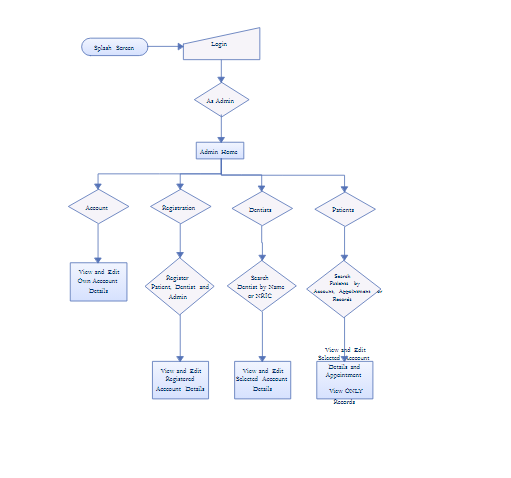 Splash Screen
Login
As Admin
Admin Home
Account
Registration
Dentists
Patients
View and Edit
Own Account
Details
Register
Patient, Dentist and
Admin
Search
Dentist by Name
or NRIC
Search
Patients by
Account, Appointment or
Records
View and Edit
Registered
Account Details
View and Edit
Selected Account
Details
View and Edit
Selected Account
Details and
Appointment
View ONLY
Records